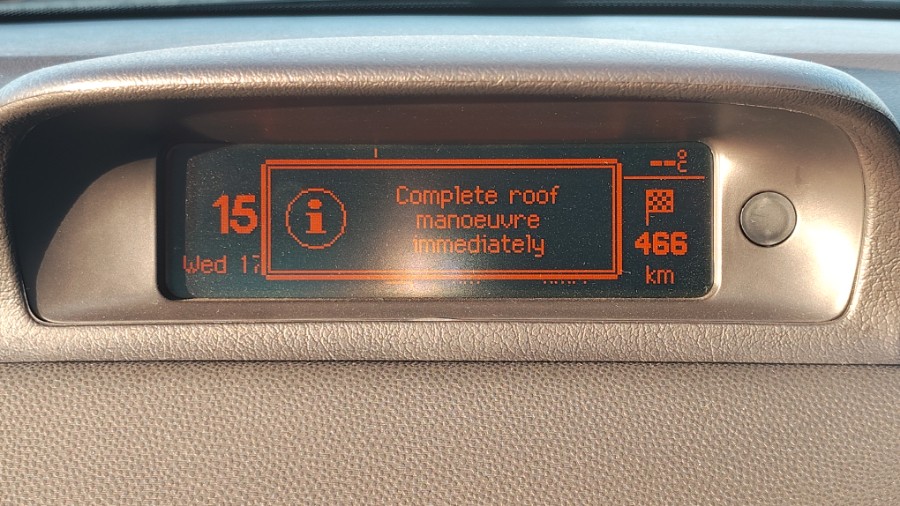 Complete roof
manoeuvre
immediately
15
Wed 17
--°C
466
km